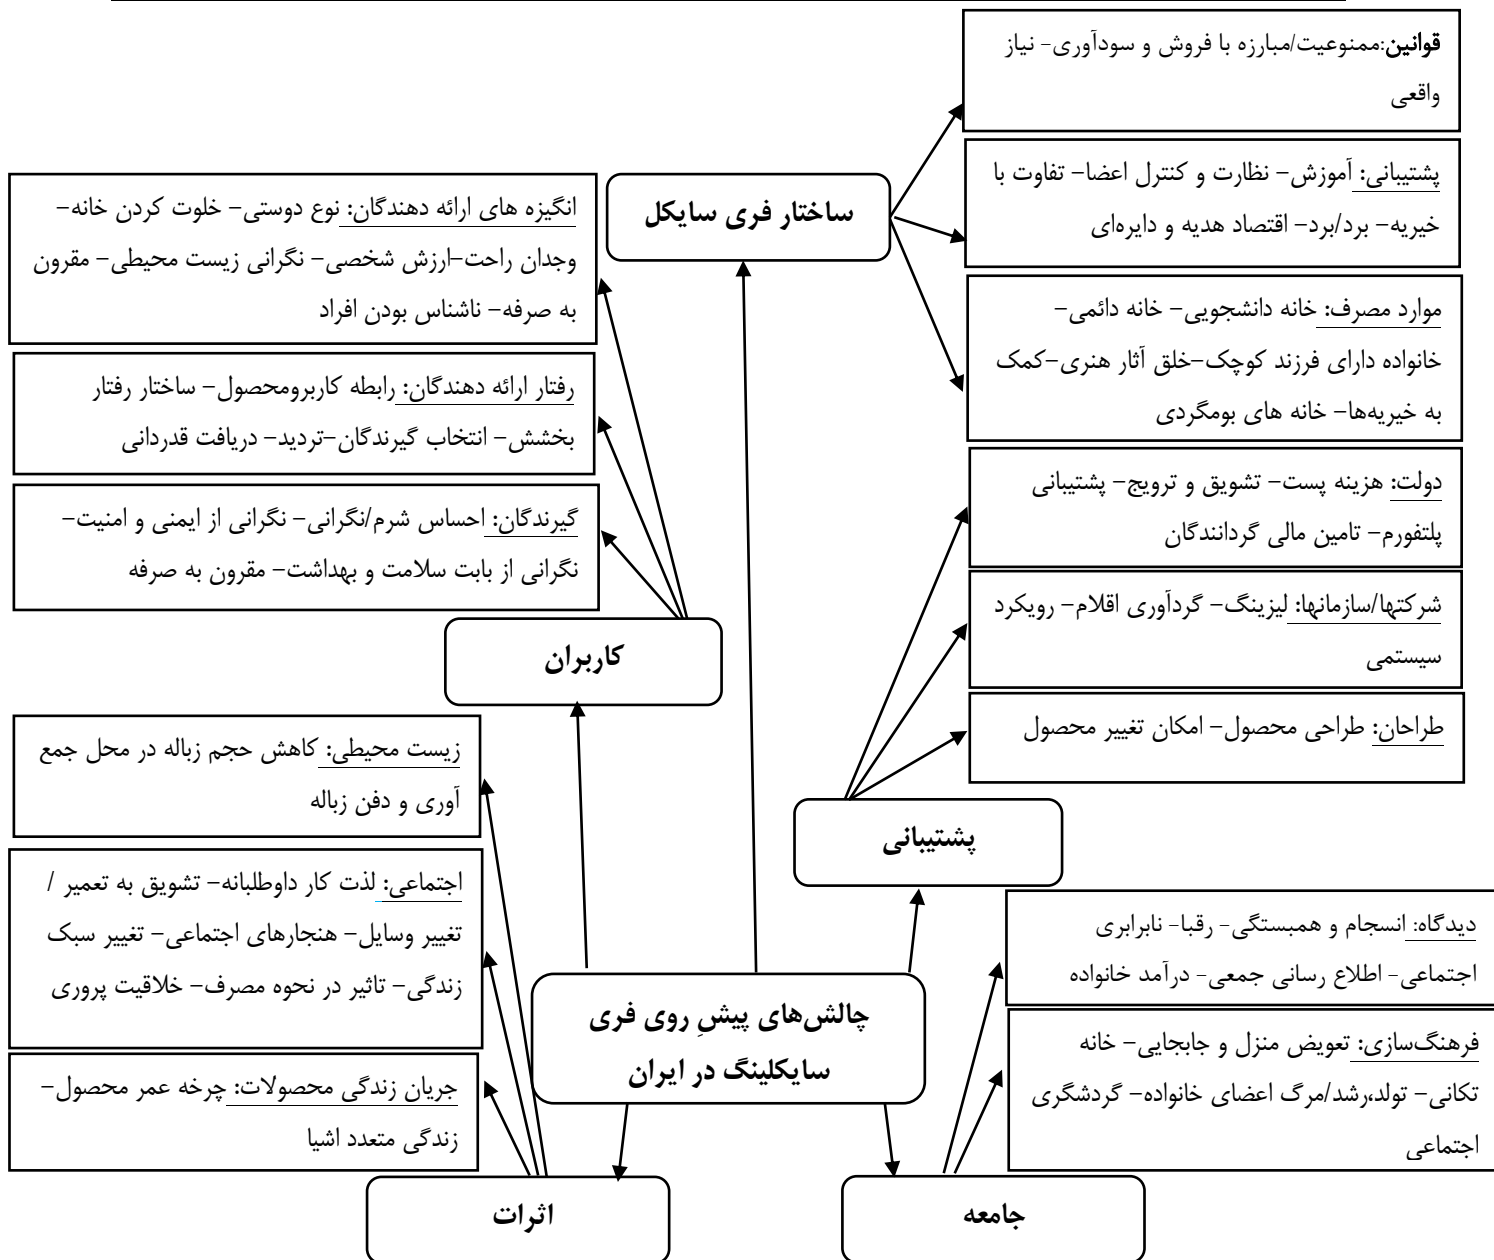 قوانین:ممنوعیت/مبارزه با فروش و سودآوری- نیاز
واقعی
پشتیبانی: آموزش- نظارت و کنترل اعضا- تفاوت با
خیریه- برد/برد- اقتصاد هدیه و دایره‌ای
موارد مصرف: خانه دانشجویی- خانه دائمی-
خانواده دارای فرزند کوچک-خلق آثار هنری-کمک
به خیریه‌ها- خانه های بومگردی
ساختار فری سایکل
انگیزه های ارائه دهندگان: نوع دوستی- خلوت کردن خانه-
وجدان راحت-ارزش شخصی- نگرانی زیست محیطی- مقرون
به صرفه- ناشناس بودن افراد
رفتار ارائه دهندگان: رابطه کاربرومحصول- ساختار رفتار
بخشش- انتخاب گیرندگان-تردید- دریافت قدردانی
گیرندگان: احساس شرم/نگرانی- نگرانی از ایمنی و امنیت-
نگرانی از بابت سلامت و بهداشت- مقرون به صرفه
کاربران
دولت: هزینه پست- تشویق و ترویج- پشتیبانی
پلتفورم- تامین مالی گردانندگان
شرکتها/سازمانها: لیزینگ- گردآوری اقلام- رویکرد
سیستمی
طراحان: طراحی محصول- امکان تغییر محصول
پشتیبانی
زیست محیطی: کاهش حجم زباله در محل جمع
آوری و دفن زباله
اجتماعی: لذت کار داوطلبانه- تشویق به تعمیر /
تغییر وسایل- هنجارهای اجتماعی- تغییر سبک
زندگی- تاثیر در نحوه مصرف- خلاقیت پروری
جریان زندگی محصولات: چرخه عمر محصول-
زندگی متعدد اشیا
چالش‌های پیشِ روی فری
سایکلینگ در ایران
دیدگاه: انسجام و همبستگی- رقبا- نابرابری
اجتماعی- اطلاع رسانی جمعی- درآمد خانواده
فرهنگ‌سازی: تعویض منزل و جابجایی- خانه
تکانی- تولد،رشد/مرگ اعضای خانواده- گردشگری
اجتماعی
اثرات
جامعه